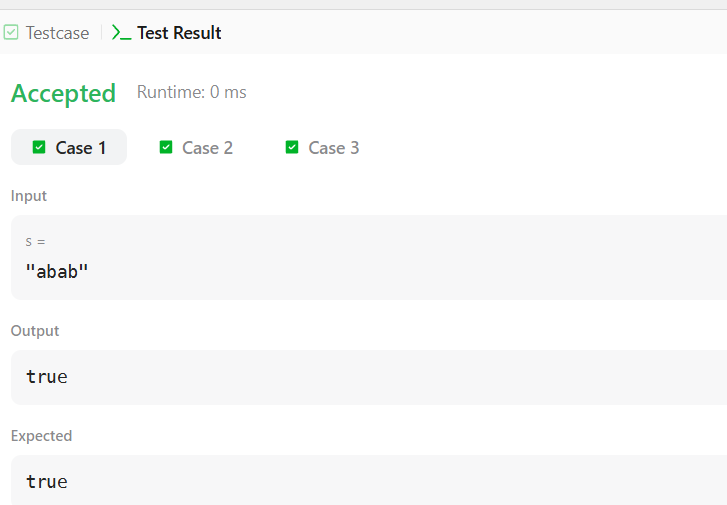 Testcase Test Result
Accepted Runtime: 0 ms
Case 1 Case 2 Case 3
Input
s =
"abab"
Output
true
Expected
true